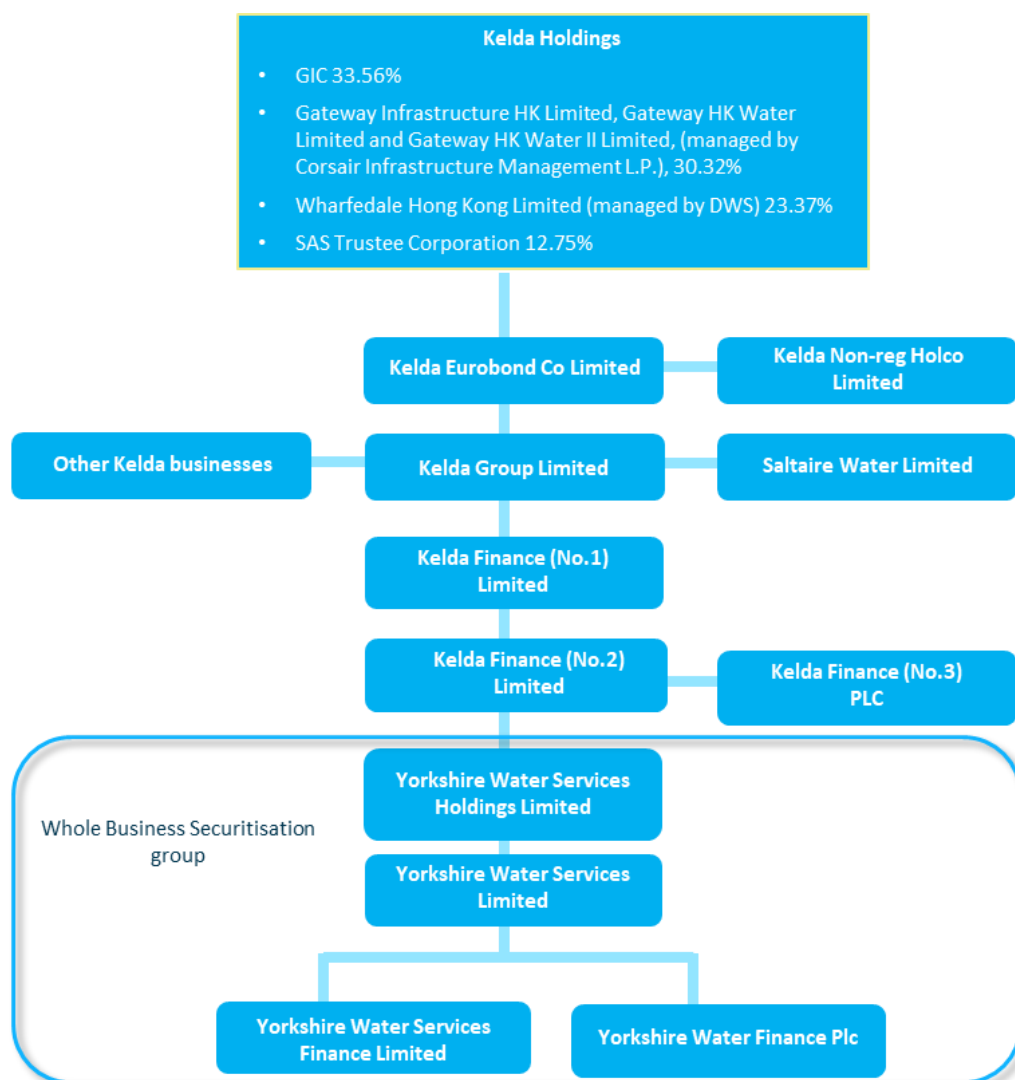 Kelda Holdings
• GIC 33.56%
• Gateway Infrastructure HK Limited, Gateway HK Water
Limited and Gateway HK Water II Limited, (managed by
Corsair Infrastructure Management L.P.), 30.32%
• Wharfedale Hong Kong Limited (managed by DWS) 23.37%
• SAS Trustee Corporation 12.75%
Kelda Eurobond Co Limited
Kelda Non-reg Holco
Limited
Other Kelda businesses
Kelda Group Limited
Saltaire Water Limited
Kelda Finance (No.1)
Limited
Kelda Finance (No.2)
Limited
Kelda Finance (No.3)
PLC
Whole Business Securitisation
group
Yorkshire Water Services
Holdings Limited
Yorkshire Water Services
Limited
Yorkshire Water Services
Finance Limited
Yorkshire Water Finance Plc